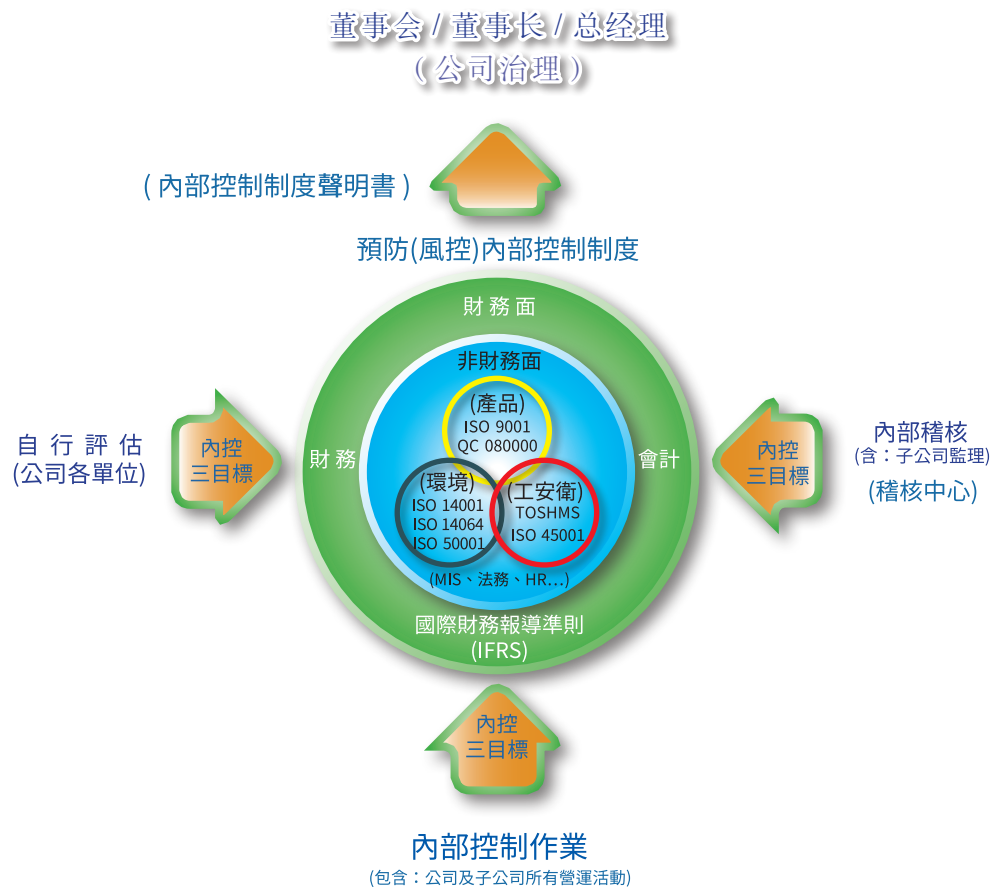 董事会 / 董事长 / 总经理
( 公司治理 )
( 內部控制制度聲明書 )
預防(風控)內部控制制度
財 務 面
非財務面
(產品)
ISO 9001
QC 080000
自 行 評 估
(公司各單位)
內控
三目標
財 務
會計
內控
三目標
內部稽核
(含：子公司監理)
(稽核中心)
(環境)
ISO 14001
ISO 14064
ISO 50001
(工安衛)
TOSHMS
ISO 45001
(MIS、法務、HR...)
國際財務報導準則
(IFRS)
內控
三目標
內部控制作業
(包含：公司及子公司所有營運活動)